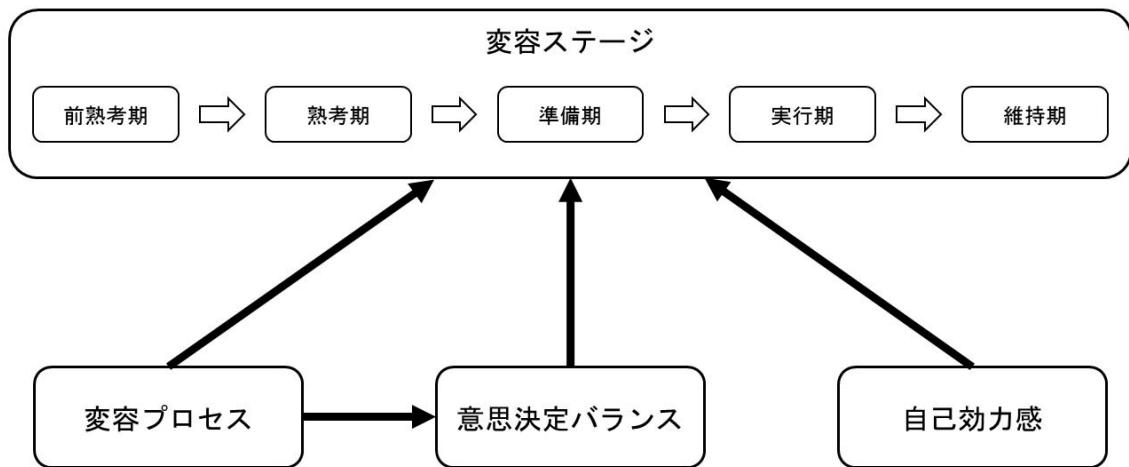 変容ステージ
前熟考期
熟考期
準備期
実行期
維持期
変容プロセス
意思決定バランス
自己効力感